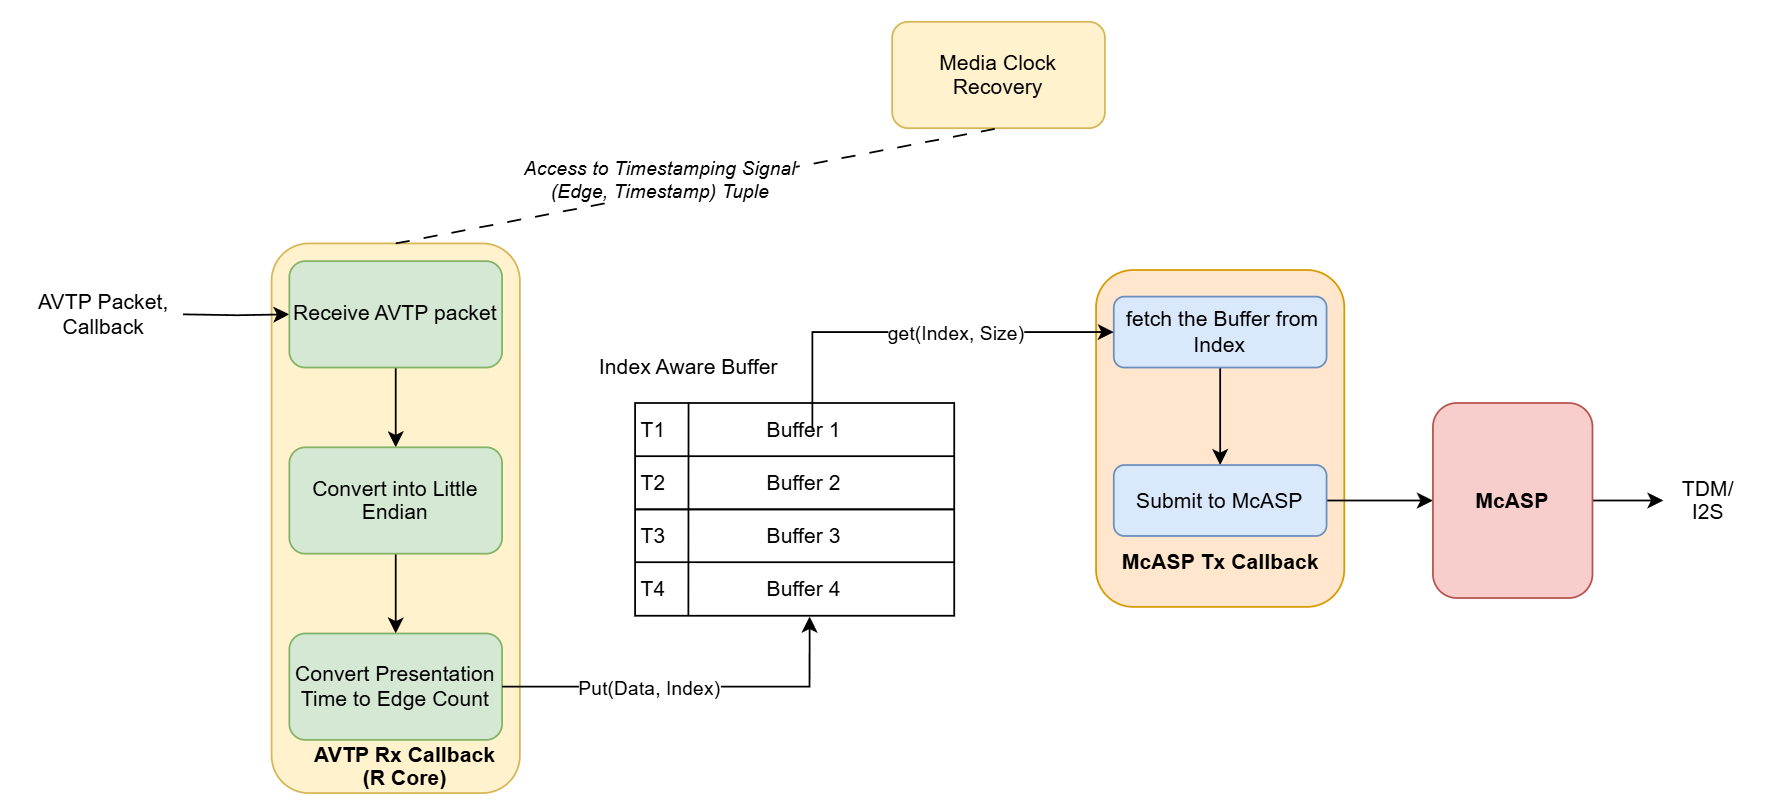 Media Clock
Recovery
Access to Timestamping Signal
(Edge, Timestamp) Tuple
AVTP Packet,
Callback
Receive AVTP packet
Convert into Little
Endian
Convert Presentation
Time to Edge Count
AVTP Rx Callback
(R Core)
Put(Data, Index)
Index Aware Buffer
T1 Buffer 1
T2 Buffer 2
T3 Buffer 3
T4 Buffer 4
get(Index, Size)
fetch the Buffer from
Index
Submit to McASP
McASP Tx Callback
McASP
TDM/
I2S